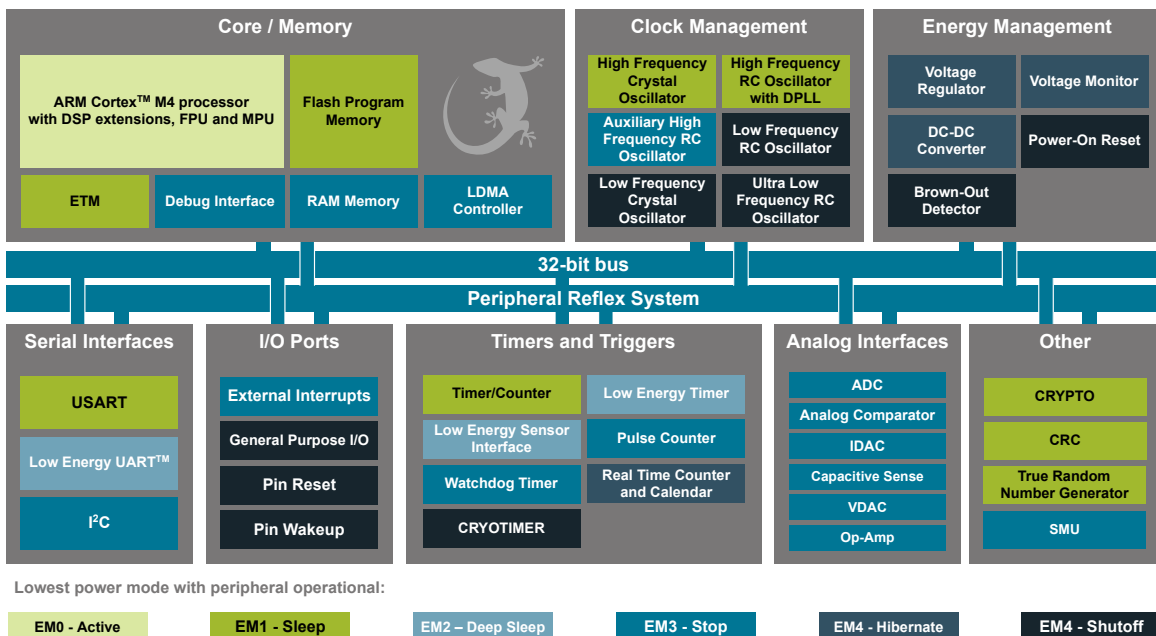 Core / Memory
ARM Cortex™ M4 processor
with DSP extensions, FPU and MPU
Flash Program
Memory
ETM
Debug Interface
RAM Memory
LDMA
Controller
Clock Management
High Frequency
Crystal
Oscillator
High Frequency
RC Oscillator
with DPLL
Auxiliary High
Frequency RC
Oscillator
Low Frequency
RC Oscillator
Low Frequency
Crystal
Oscillator
Ultra Low
Frequency RC
Oscillator
Energy Management
Voltage
Regulator
Voltage Monitor
DC-DC
Converter
Power-On Reset
Brown-Out
Detector
32-bit bus
Peripheral Reflex System
Serial Interfaces
USART
Low Energy UART™
I²C
I/O Ports
External Interrupts
General Purpose I/O
Pin Reset
Pin Wakeup
Timers and Triggers
Timer/Counter
Low Energy Timer
Low Energy Sensor
Interface
Pulse Counter
Watchdog Timer
Real Time Counter
and Calendar
CRYOTIMER
Analog Interfaces
ADC
Analog Comparator
IDAC
Capacitive Sense
VDAC
Op-Amp
Other
CRYPTO
CRC
True Random
Number Generator
SMU
Lowest power mode with peripheral operational:
EM0 - Active
EM1 - Sleep
EM2 – Deep Sleep
EM3 - Stop
EM4 - Hibernate
EM4 - Shutoff